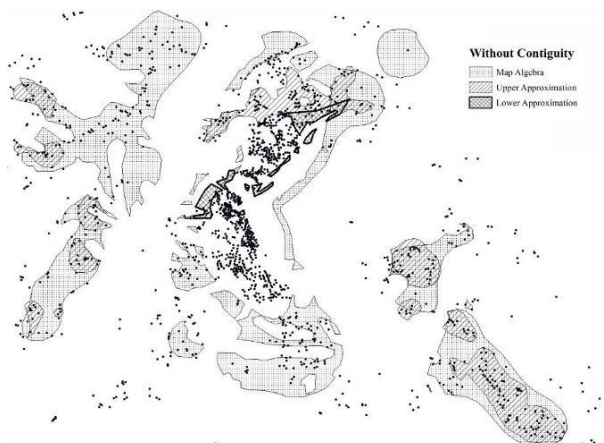 Without Contiguity
Map Algebra
Upper Approximation
Lower Approximation